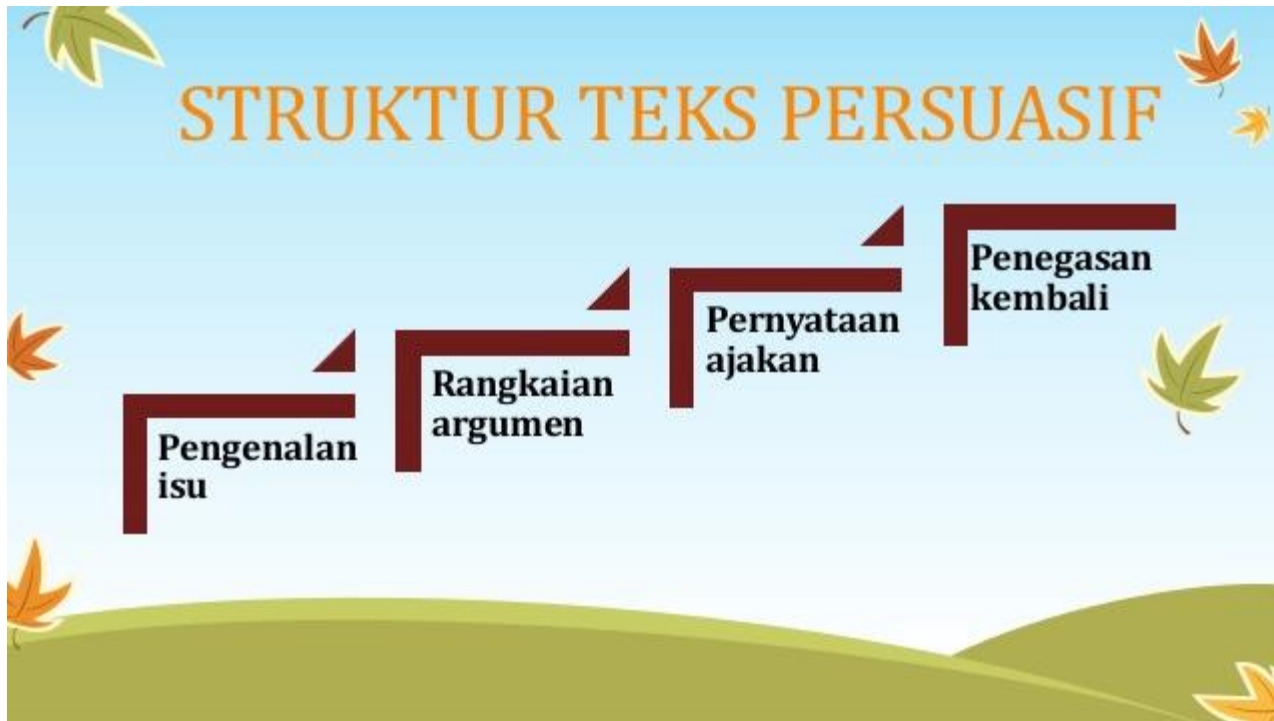 STRUKTUR TEKS PERSUASIF
Pengenalan
isu
Rangkaian
argumen
Pernyataan
ajakan
Penegasan
kembali